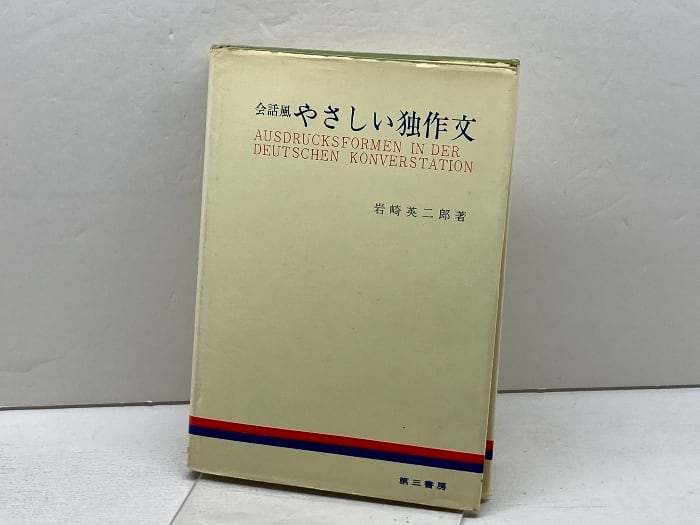 会話風 やさしい独作文
AUSDRUCKSFORMEN IN DER
DEUTSCHEN KONVERSTATION
岩崎英二郎著
第三書房